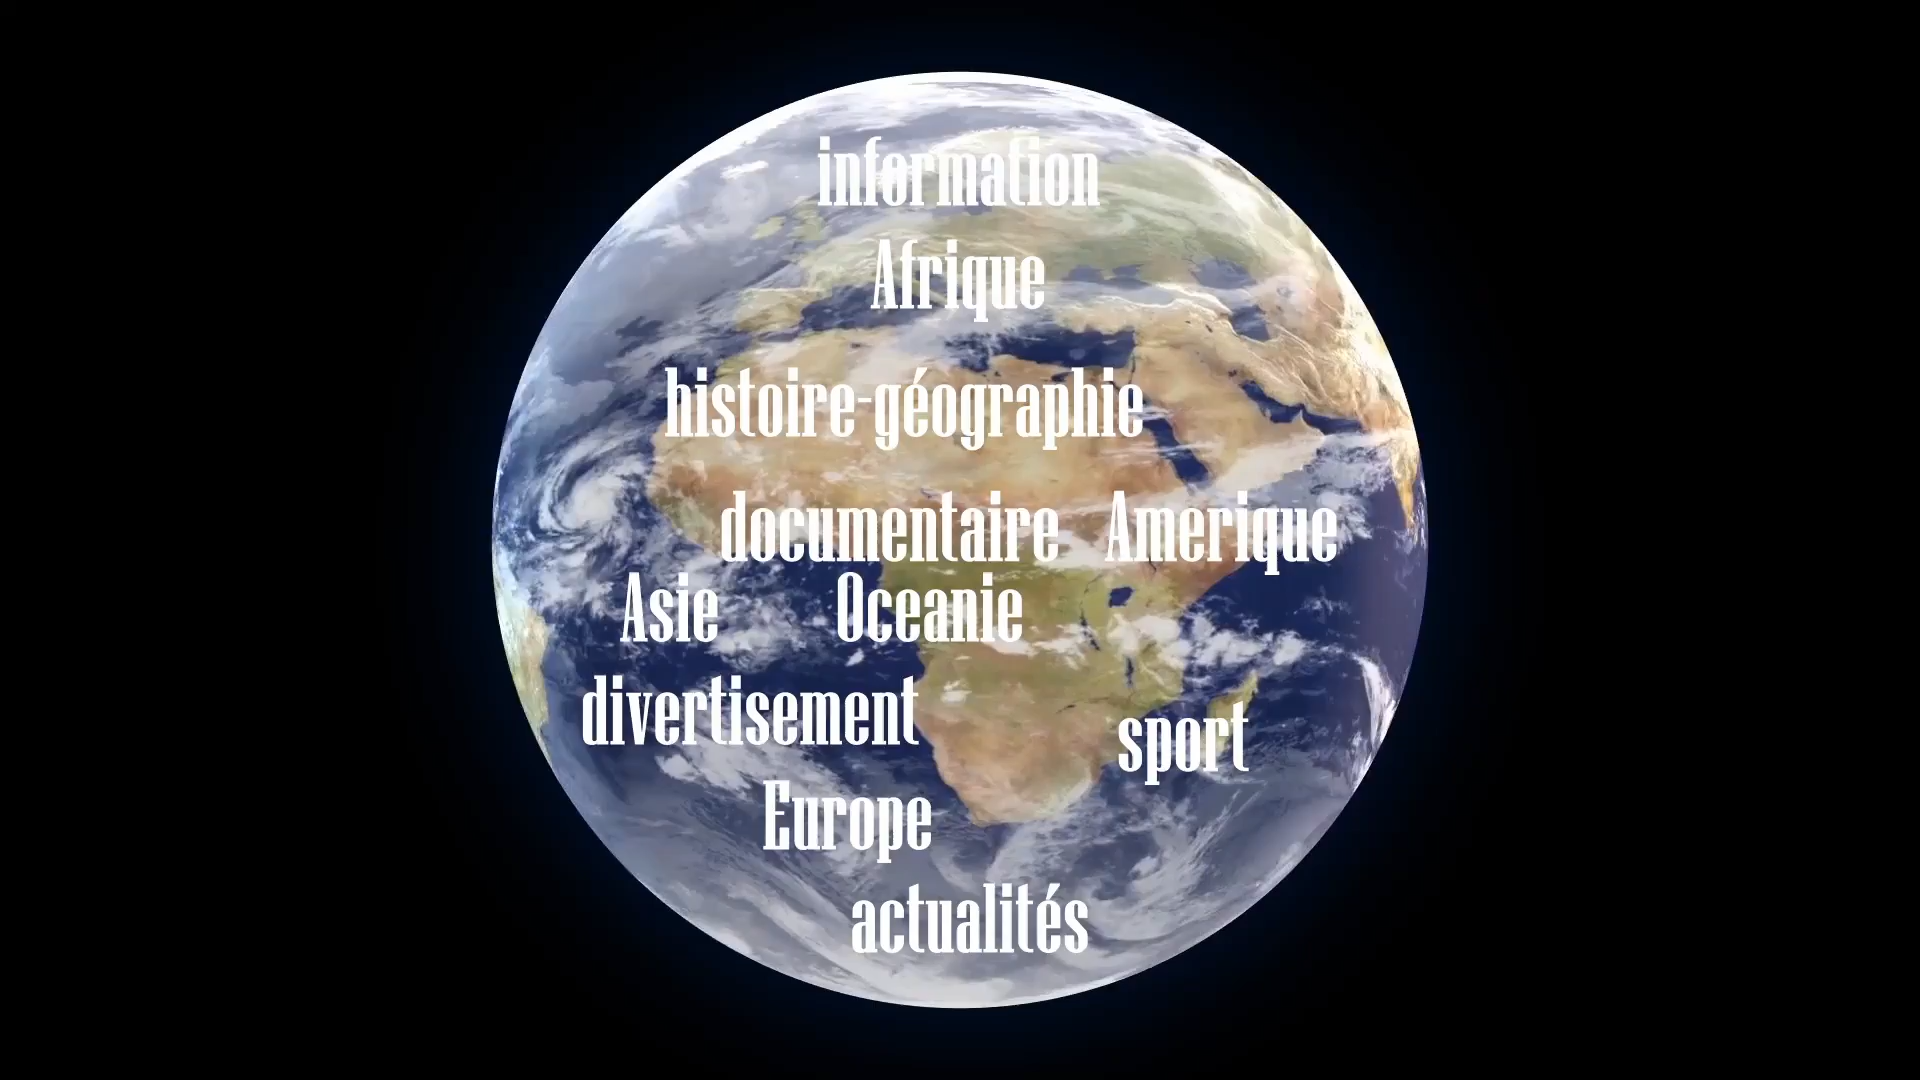 information
Afrique
histoire-géographie
documentaire Amerique
Asie Oceanie
divertisement
sport
Europe
actualités